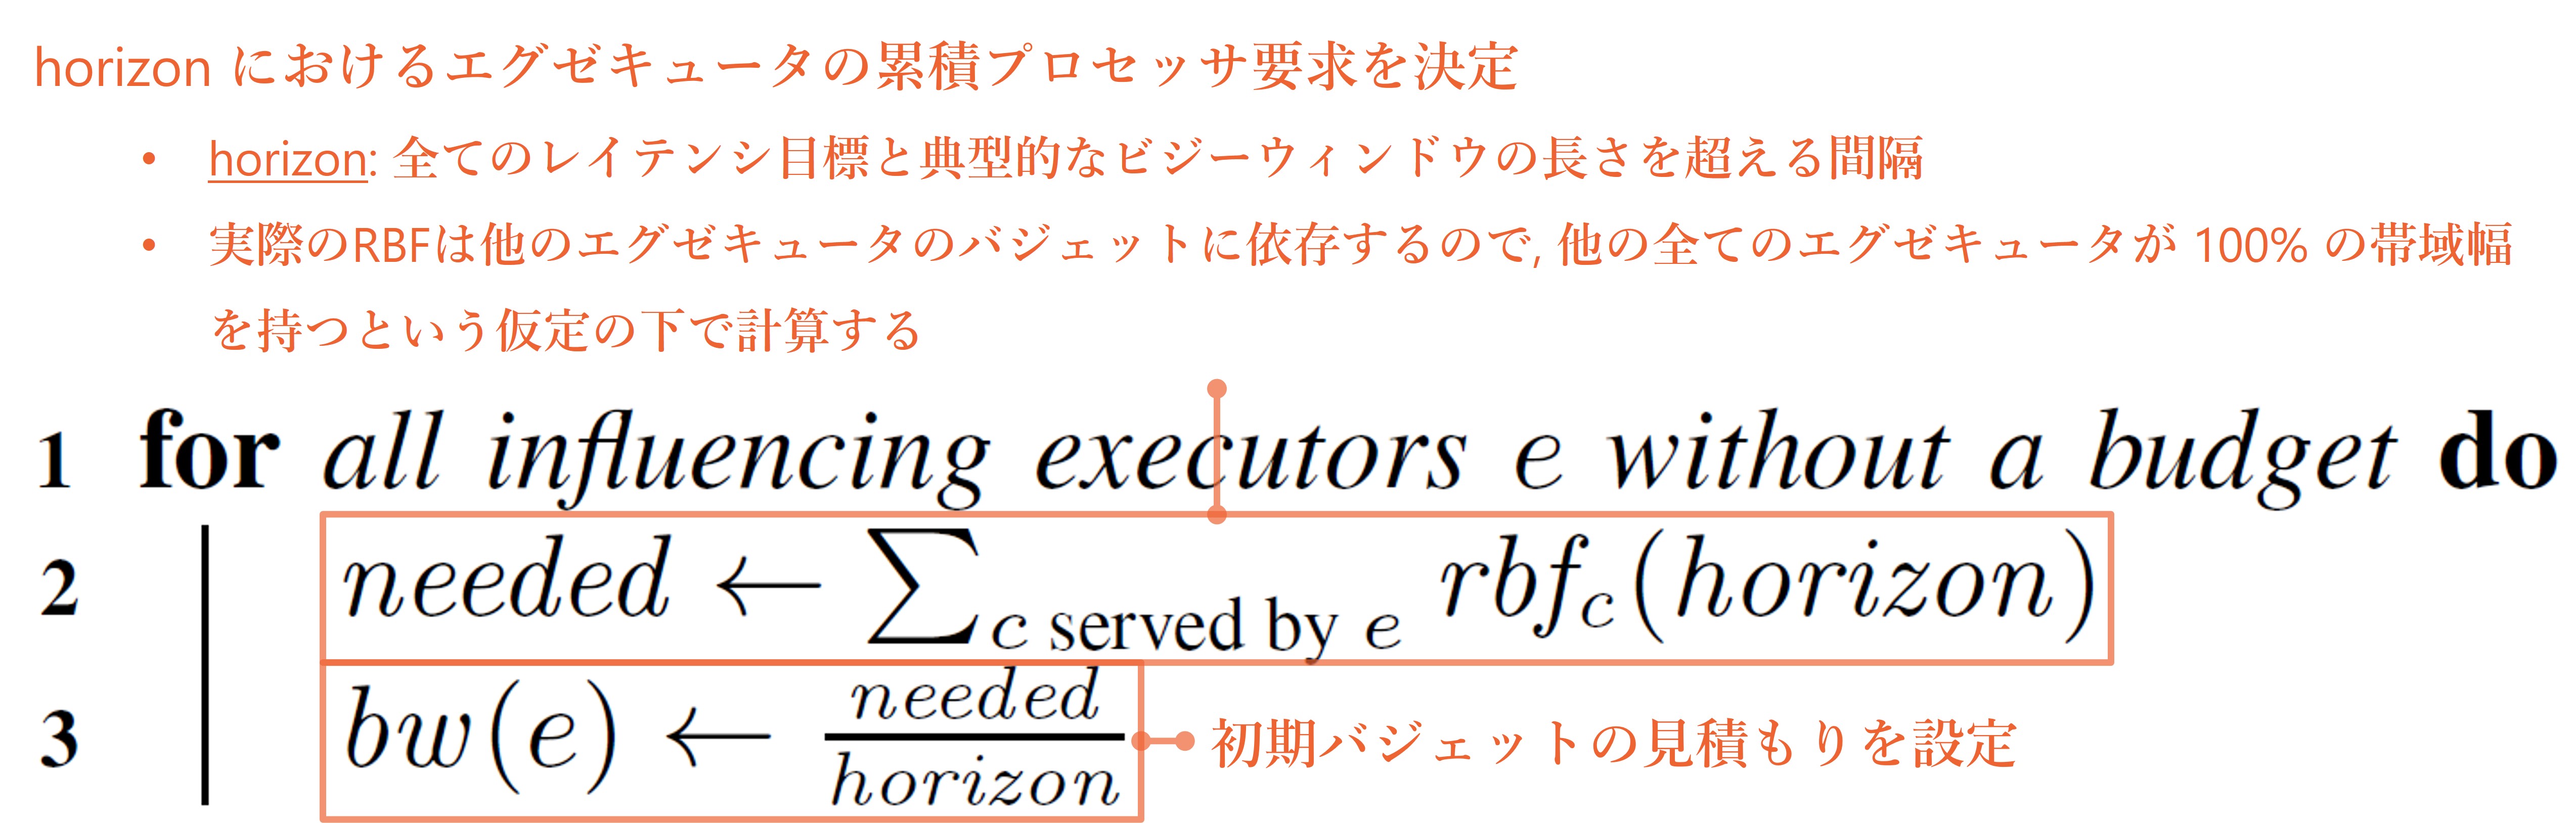 horizon におけるエグゼキュータの累積プロセッサ要求を決定
• horizon: 全てのレイテンシ目標と典型的なビジーウィンドウの長さを超える間隔
• 実際のRBFは他のエグゼキュータのバジェットに依存するので, 他の全てのエグゼキュータが 100% の帯域幅
を持つという仮定の下で計算する
1 for all influencing executors e without a budget do
2 needed ← ∑c served by e rbfc(horizon)
3 bw(e) ← needed/horizon 初期バジェットの見積もりを設定